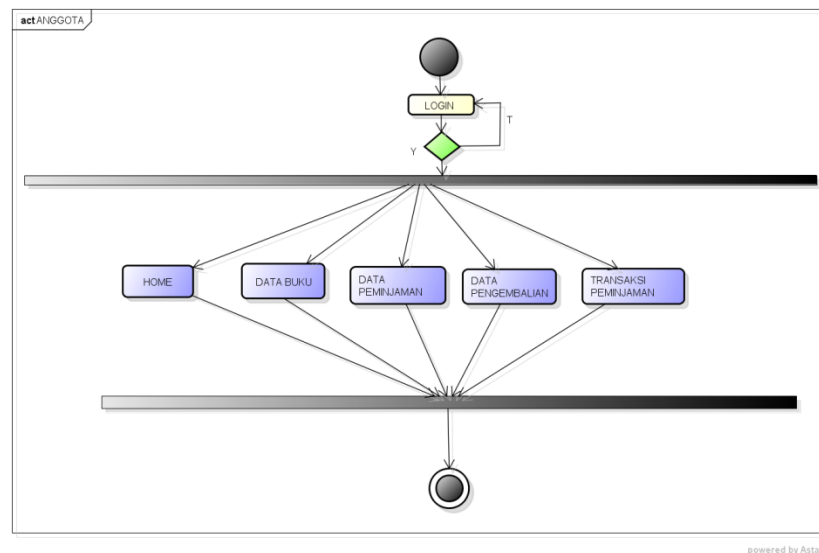 act ANGGOTA
LOGIN
T
Y
HOME
DATA BUKU
DATA
PEMINJAMAN
DATA
PENGEMBALIAN
TRANSAKSI
PEMINJAMAN
powered by Asta